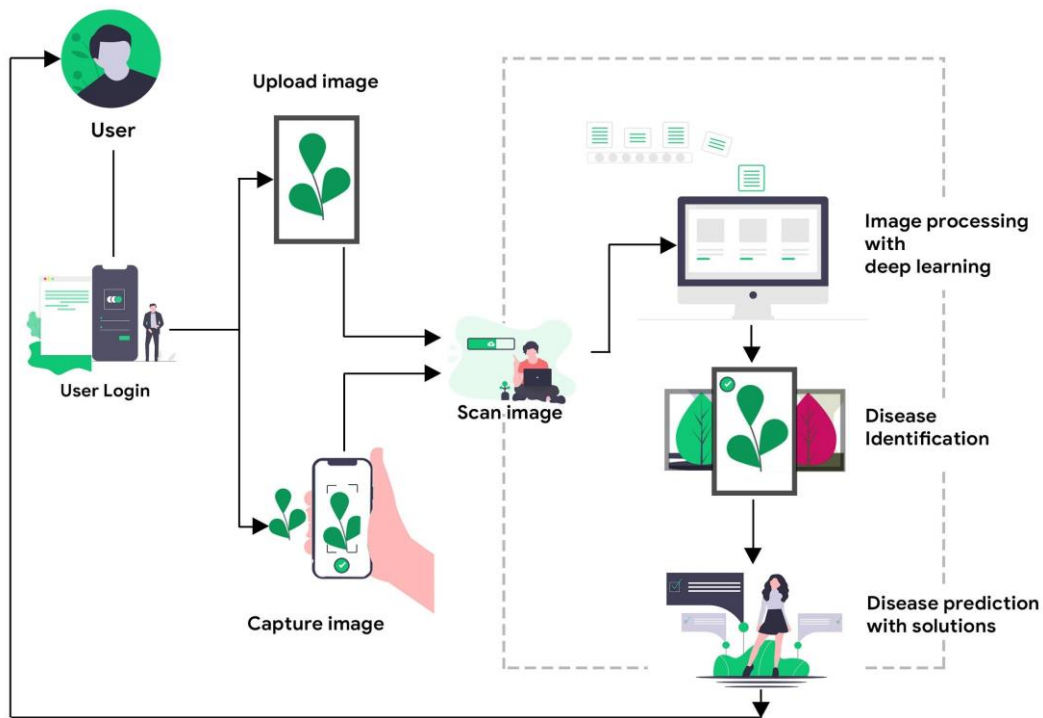 User
User Login
Upload image
Capture image
Scan image
Image processing
with
deep learning
Disease
Identification
Disease prediction
with solutions